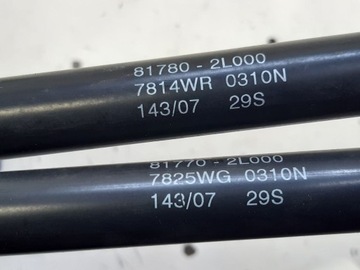 81780 - 2L000
7814WR 0310N
143/07 29S
81770 - 2L000
7825WG 0310N
143/07 29S